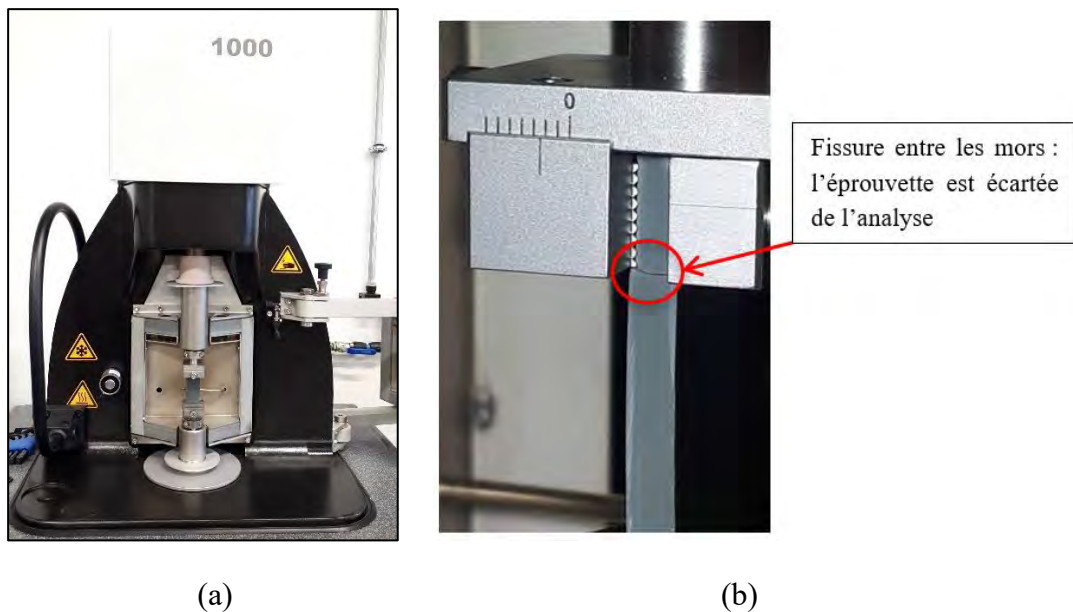 1000
0
Fissure entre les mors :
l’éprouvette est écartée
de l’analyse
(a)
(b)